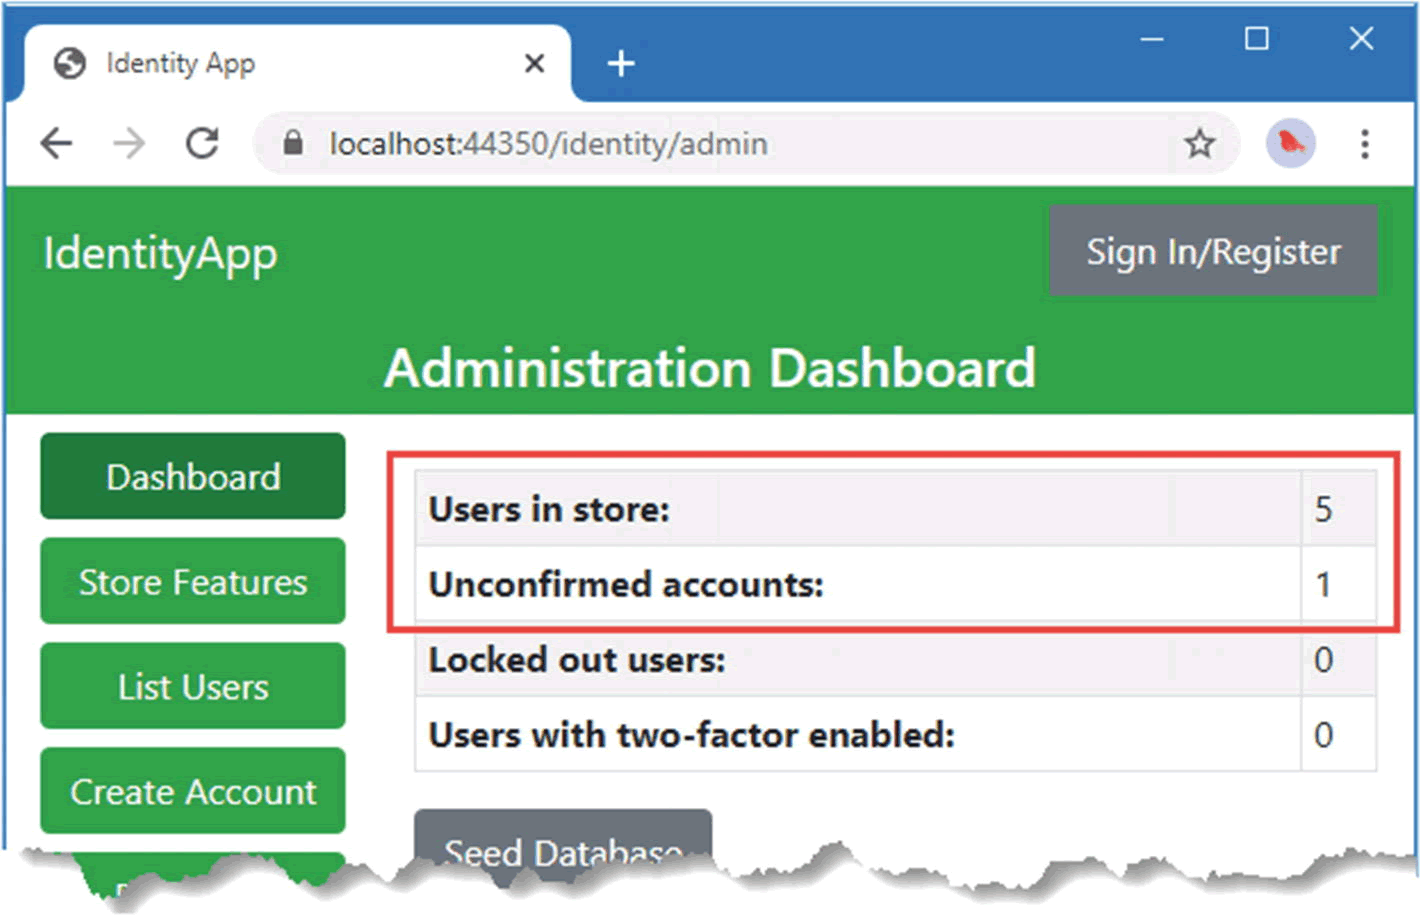 Identity App
localhost:44350/identity/admin
IdentityApp
Sign In/Register
Administration Dashboard
Dashboard
Store Features
List Users
Create Account
Users in store: 5
Unconfirmed accounts: 1
Locked out users: 0
Users with two-factor enabled: 0
Seed Database